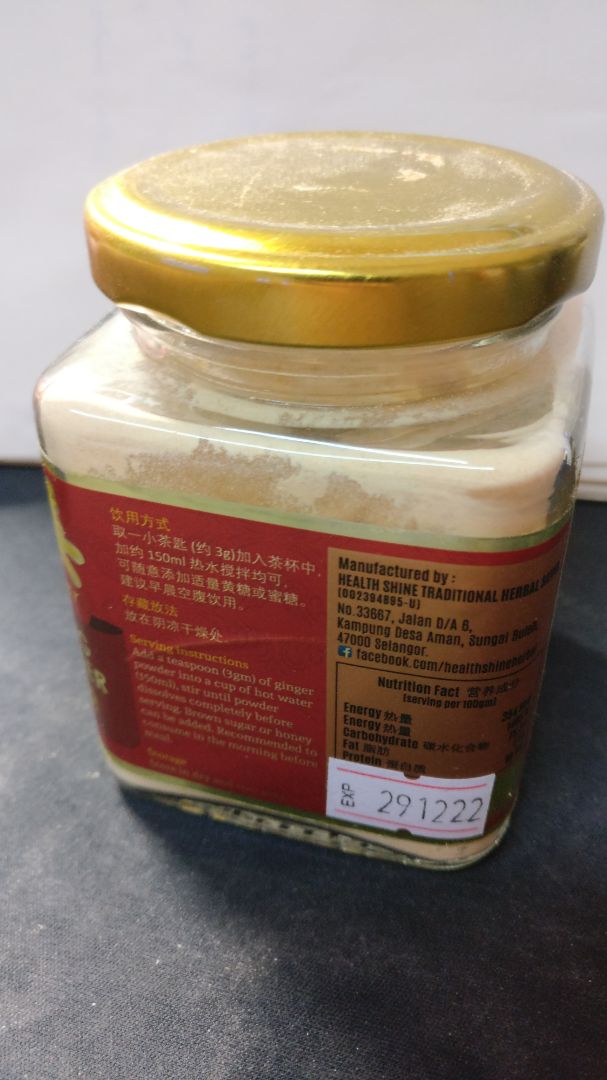 饮用方式
取一小茶匙 (约 3g)加入茶杯中，
加约 150ml 热水搅拌均可，
可随意添加适量黄糖或蜜糖。
建议早晨空腹饮用。
存藏放法
放在阴凉干燥处
Serving Instructions
Add a teaspoon (3gm) of ginger
powder into a cup of hot water
(150ml), stir until powder
dissolves completely before
serving. Brown sugar or honey
can be added. Recommended to
consume in the morning before
meal.
Storage
Store in dry and
Manufactured by :
HEALTH SHINE TRADITIONAL HERBAL
(002394895-U)
No.33667, Jalan D/A 6,
Kampung Desa Aman, Sungai Buloh,
47000 Selangor.
facebook.com/healthshineherbal
Nutrition Fact 营养成分
(serving per 100gm)
Energy 热量
Energy 热量
Carbohydrate 碳水化合物
Fat 脂肪
Protein 蛋白质
EXP 291222